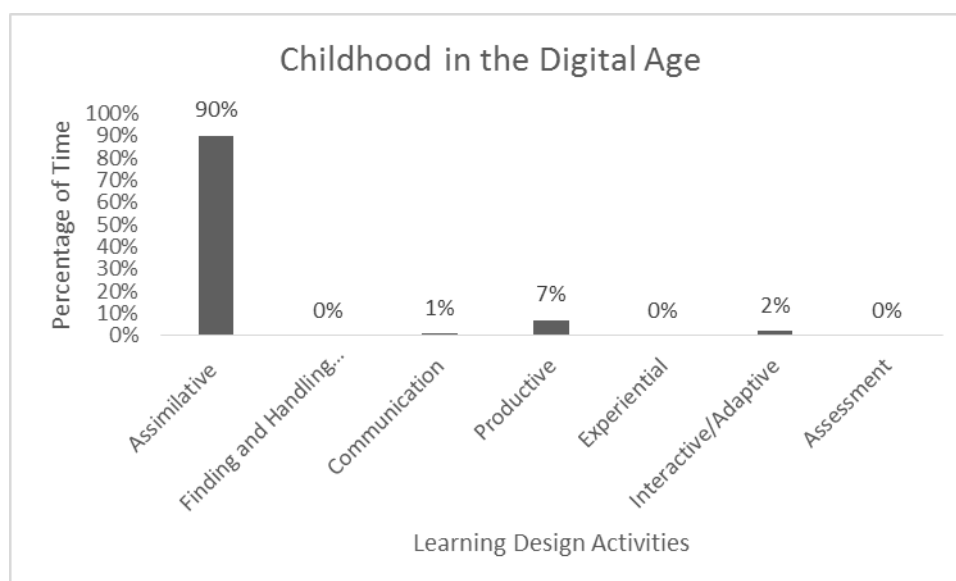 Childhood in the Digital Age
Percentage of Time
100%
90%
80%
70%
60%
50%
40%
30%
20%
10%
0%
90%
0%
1%
7%
0%
2%
0%
Assimilative
Finding and Handling...
Communication
Productive
Experiential
Interactive/Adaptive
Assessment
Learning Design Activities